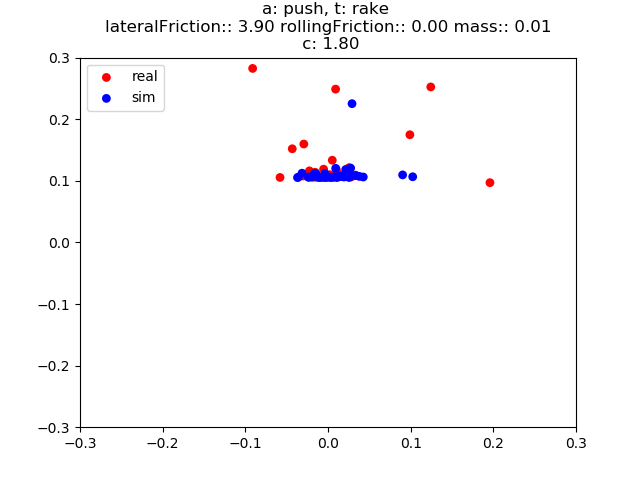 a: push, t: rake
lateralFriction:: 3.90 rollingFriction:: 0.00 mass:: 0.01
c: 1.80
real
sim
0.3
0.2
0.1
0.0
−0.1
−0.2
−0.3
−0.3 −0.2 −0.1 0.0 0.1 0.2 0.3